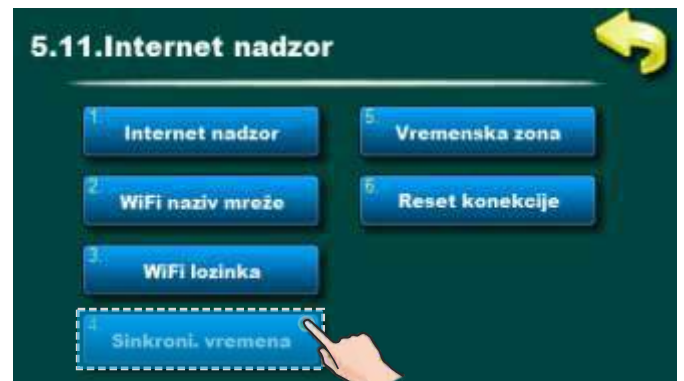 5.11.Internet nadzor
1. Internet nadzor
2. WiFi naziv mreže
3. WiFi lozinka
4. Sinkroni. vremena
5. Vremenska zona
6. Reset konekcije